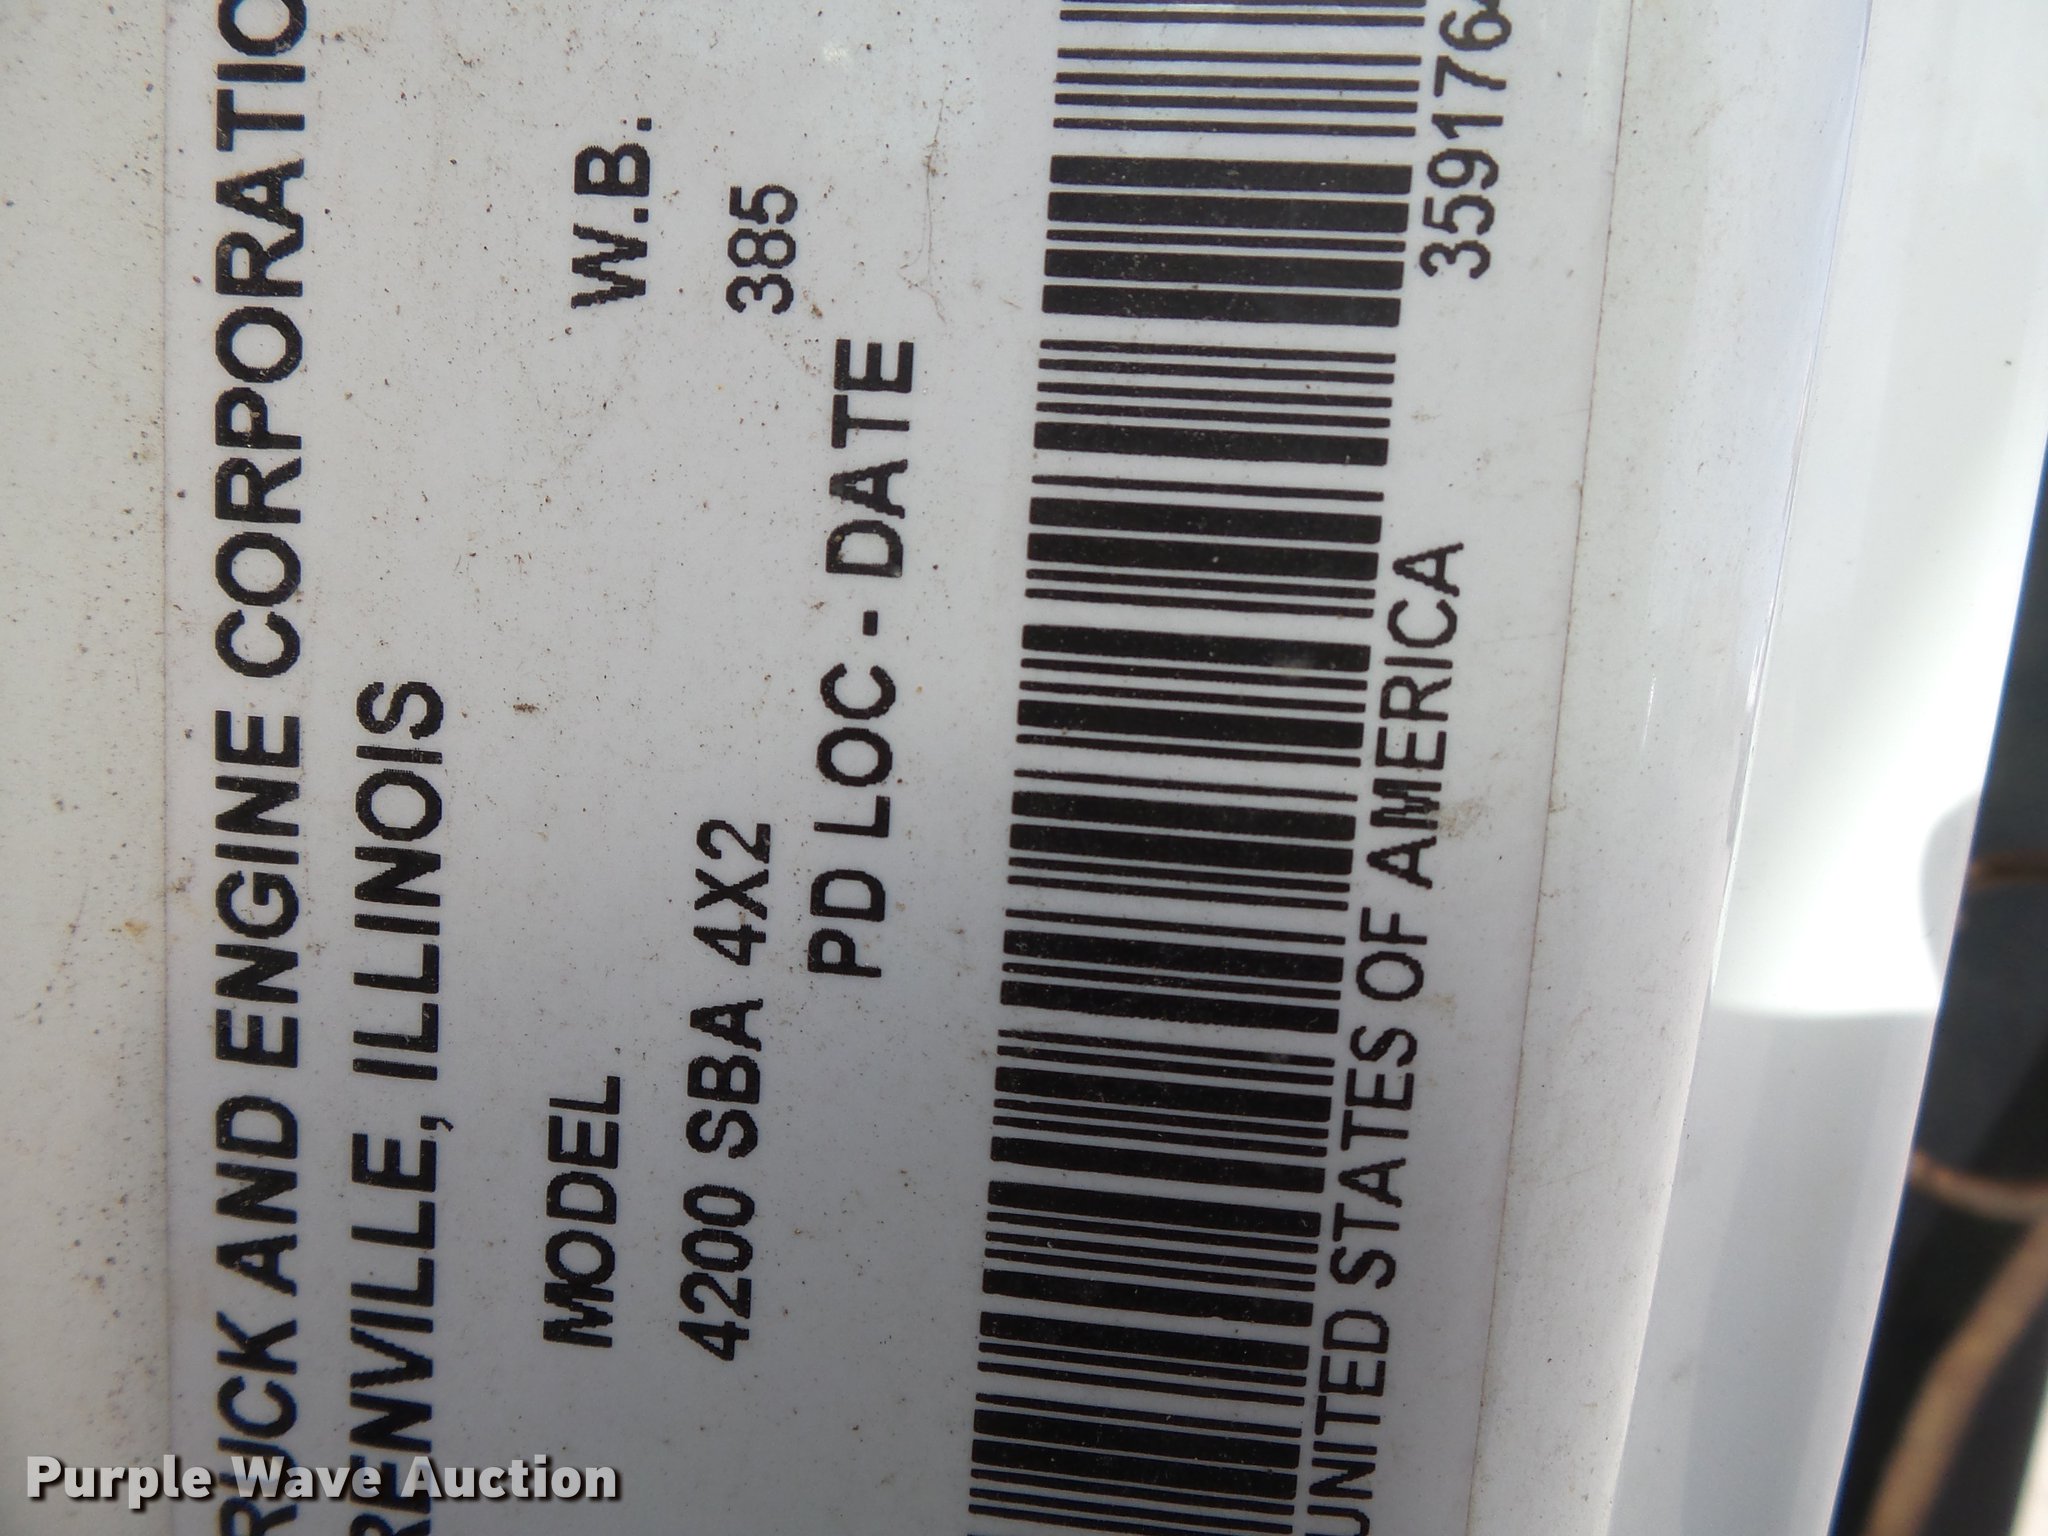 RUCK AND ENGINE CORPORATIO
RENVILLE, ILLINOIS
MODEL W.B.
4200 SBA 4X2 385
PD LOC - DATE
UNITED STATES OF AMERICA 359176
Purple Wave Auction